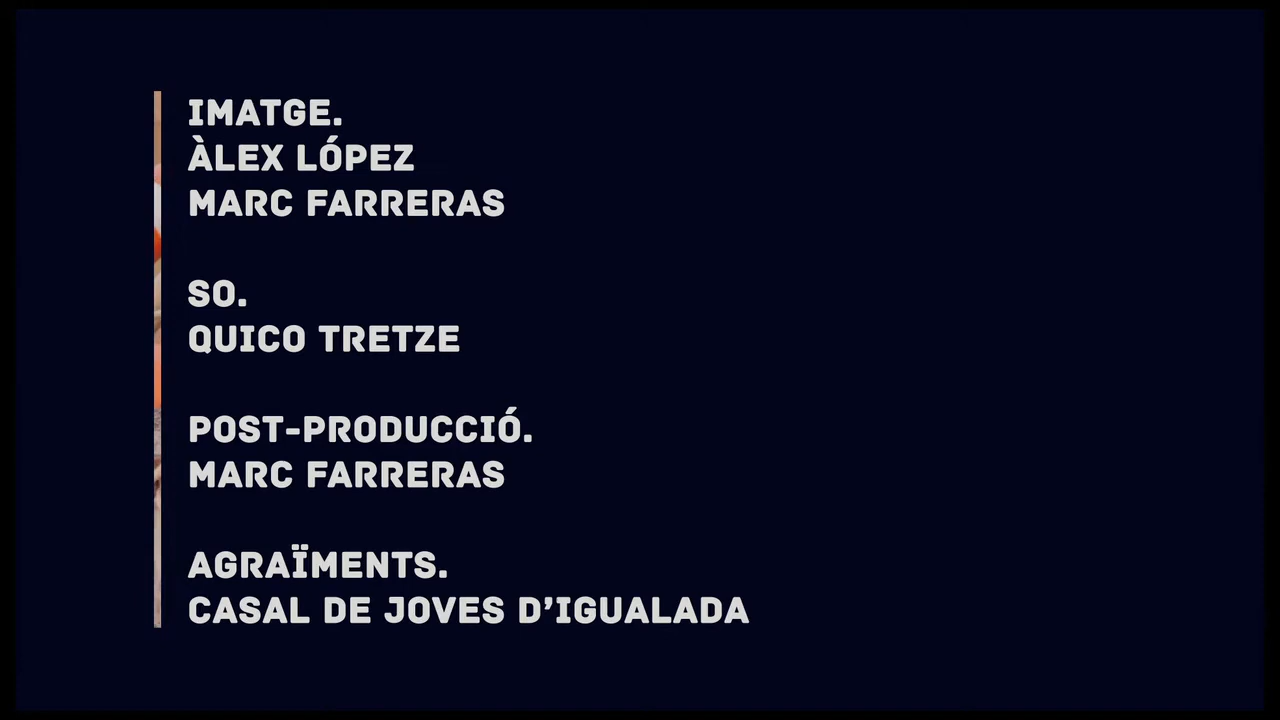 IMATGE.
ÀLEX LÓPEZ
MARC FARRERAS
SO.
QUICO TRETZE
POST-PRODUCCIÓ.
MARC FARRERAS
AGRAÏMENTS.
CASAL DE JOVES D’IGUALADA